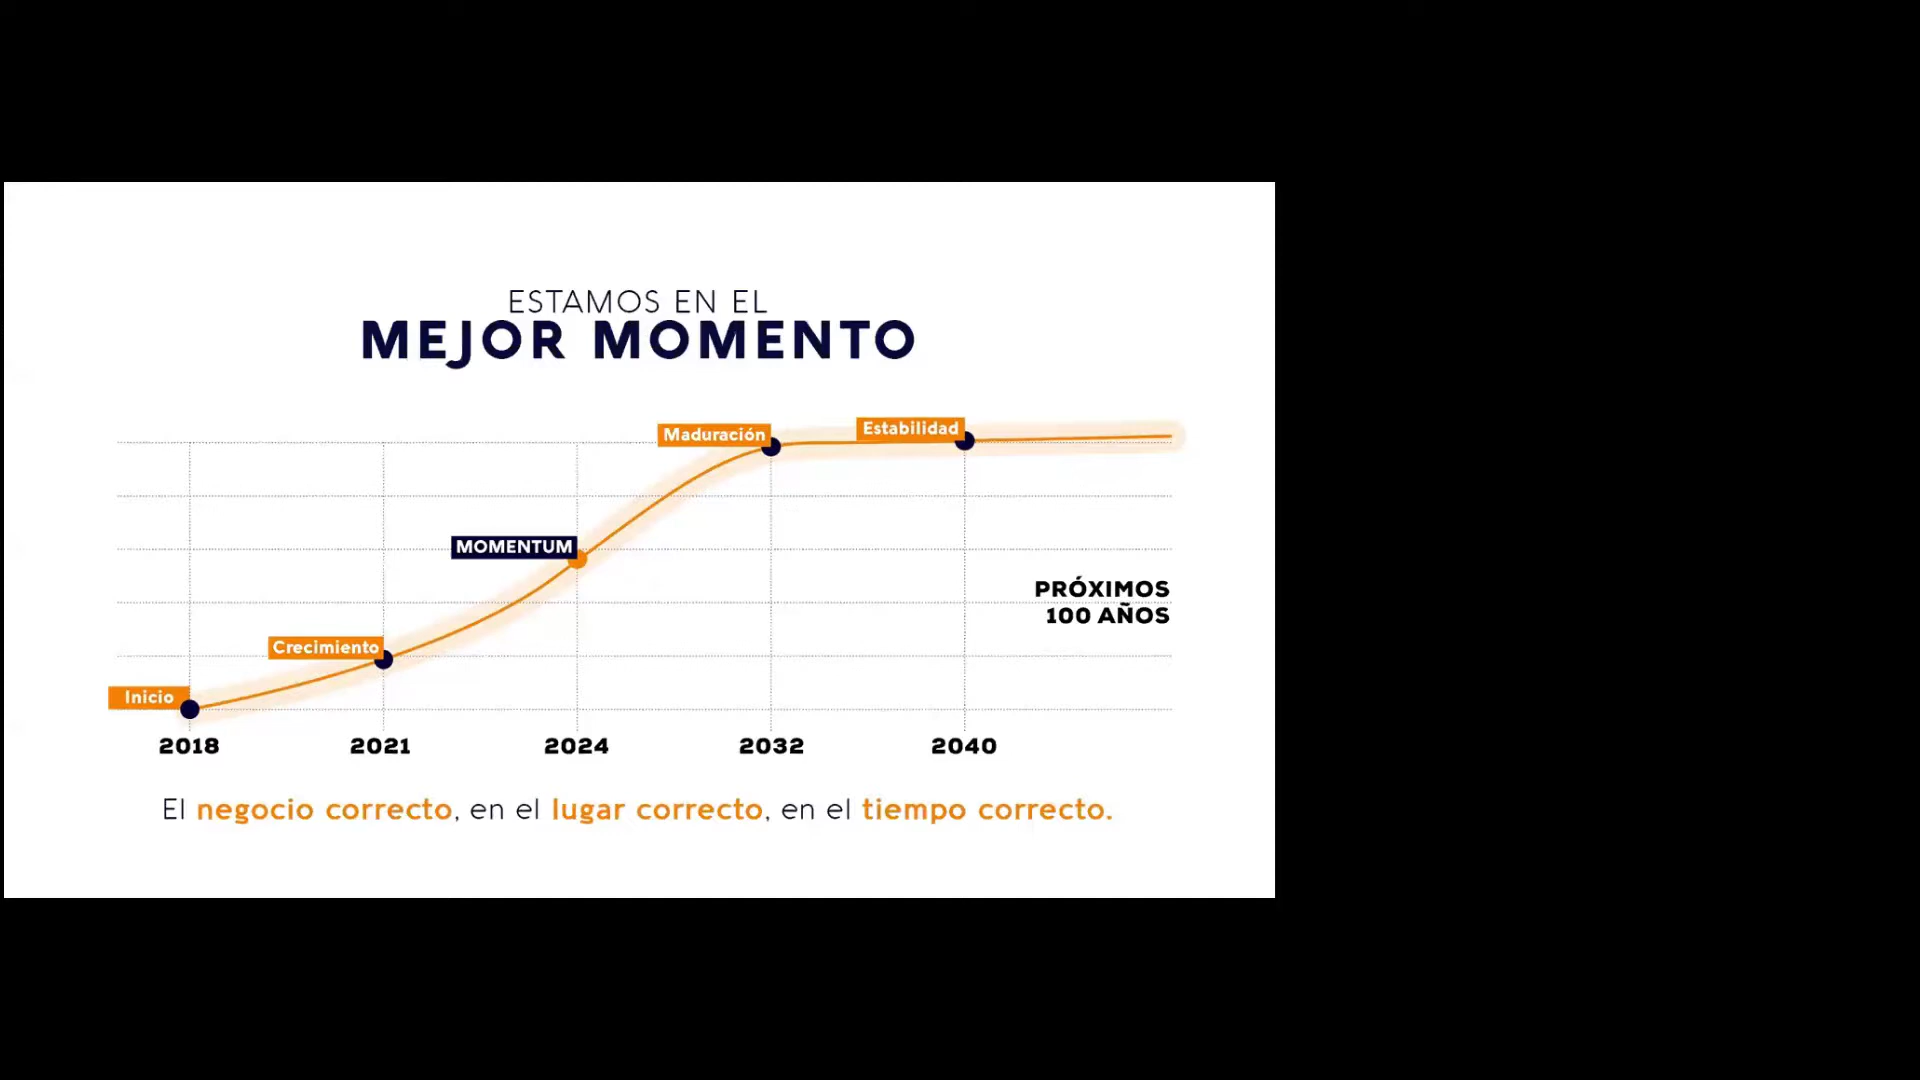 ESTAMOS EN EL
MEJOR MOMENTO
Maduración
Estabilidad
MOMENTUM
PRÓXIMOS
100 AÑOS
Crecimiento
Inicio
2018 2021 2024 2032 2040
El negocio correcto, en el lugar correcto, en el tiempo correcto.